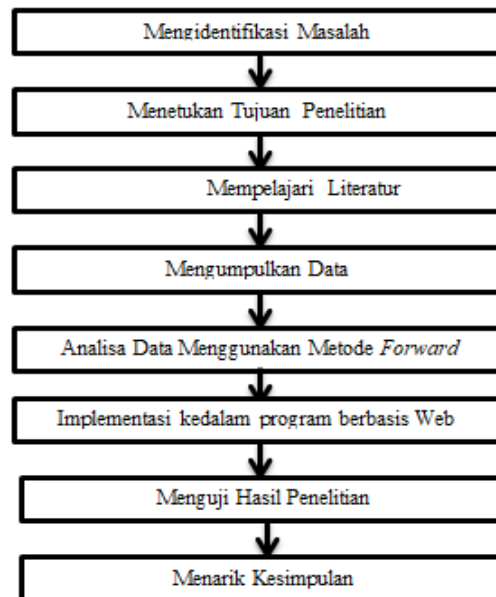 Mengidentifikasi Masalah
Menetukan Tujuan Penelitian
Mempelajari Literatur
Mengumpulkan Data
Analisa Data Menggunakan Metode Forward
Implementasi kedalam program berbasis Web
Menguji Hasil Penelitian
Menarik Kesimpulan